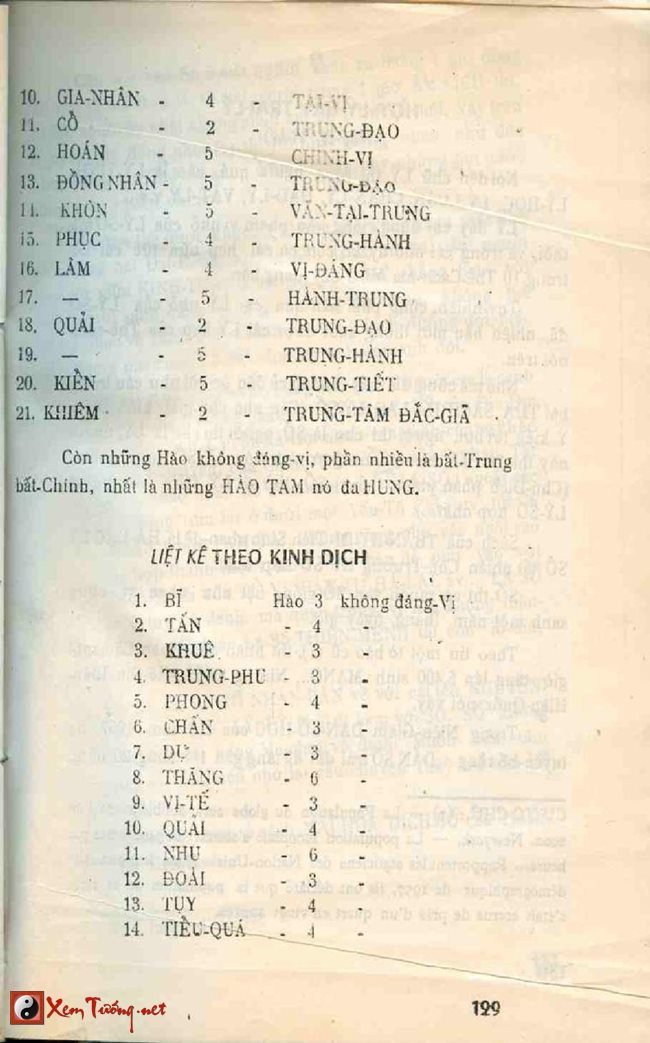 10. GIA-NHÂN - 4 - TẠI-VỊ
11. CỔ - 2 - TRUNG-ĐẠO
12. HOÁN - 5 CHÍNH-VỊ
13. ĐỒNG NHÂN - 5 - TRUNG-ĐẠO
14. KHÔN - 5 - VĂN-TẠI-TRUNG
15. PHỤC - 4 - TRUNG-HÀNH
16. LÂM - 4 - VỊ-ĐÁNG
17. — - 5 - HÀNH-TRUNG
18. QUẢI - 2 - TRUNG-ĐẠO
19. — - 5 - TRUNG-HÀNH
20. KIỀN 5 - TRUNG-TIẾT
21. KHIÊM - 2 - TRUNG-TÂM ĐẮC-GIÃ
Còn những Hào không đáng-vị, phần nhiều là bất-Trung
bất-Chính, nhất là những HÀO TAM nó đa HUNG.
LIỆT KÊ THEO KINH DỊCH
1. BĨ Hào 3 không đáng-Vị
2. TẤN - 4 -
3. KHUÊ - 3 -
4. TRUNG-PHU - 3 -
5. PHONG - 4 -
6. CHẤN - 3 -
7. DỰ - 3 -
8. THĂNG - 6 -
9. VỊ-TẾ - 3 -
10. QUẢI - 4 -
11. NHU - 6 -
12. ĐOÀI - 3 -
13. TỤY - 4 -
14. TIỂU-QUÁ - 4 -
XemTướng.net
129